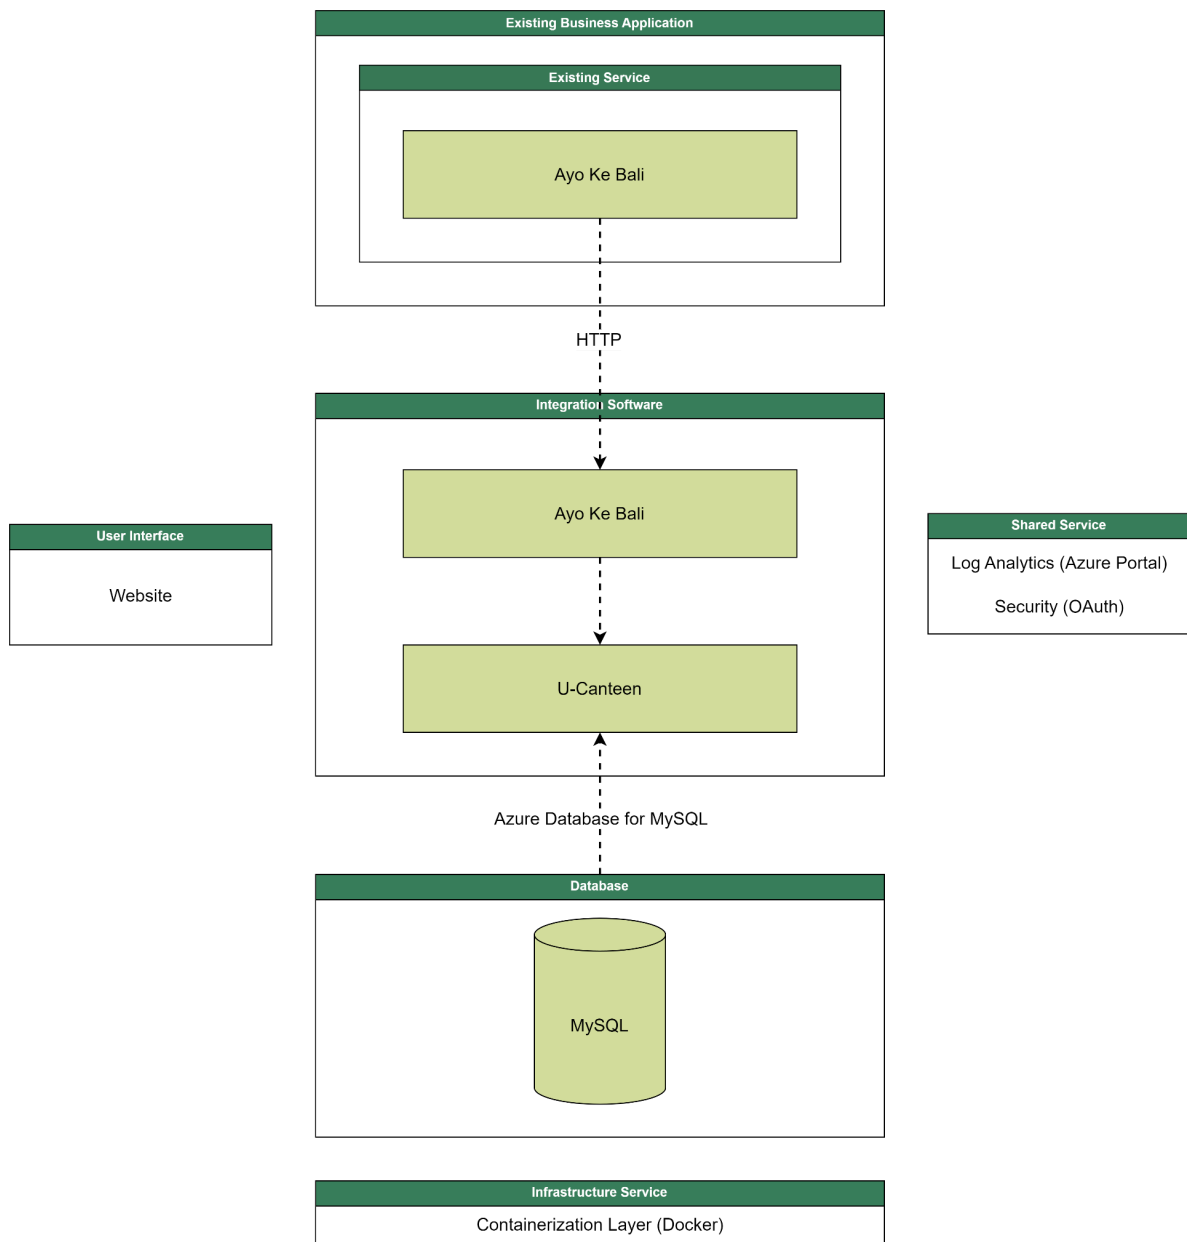 Existing Business Application
Existing Service
Ayo Ke Bali
HTTP
Integration Software
Ayo Ke Bali
User Interface
Website
Shared Service
Log Analytics (Azure Portal)
Security (OAuth)
U-Canteen
Azure Database for MySQL
Database
MySQL
Infrastructure Service
Containerization Layer (Docker)